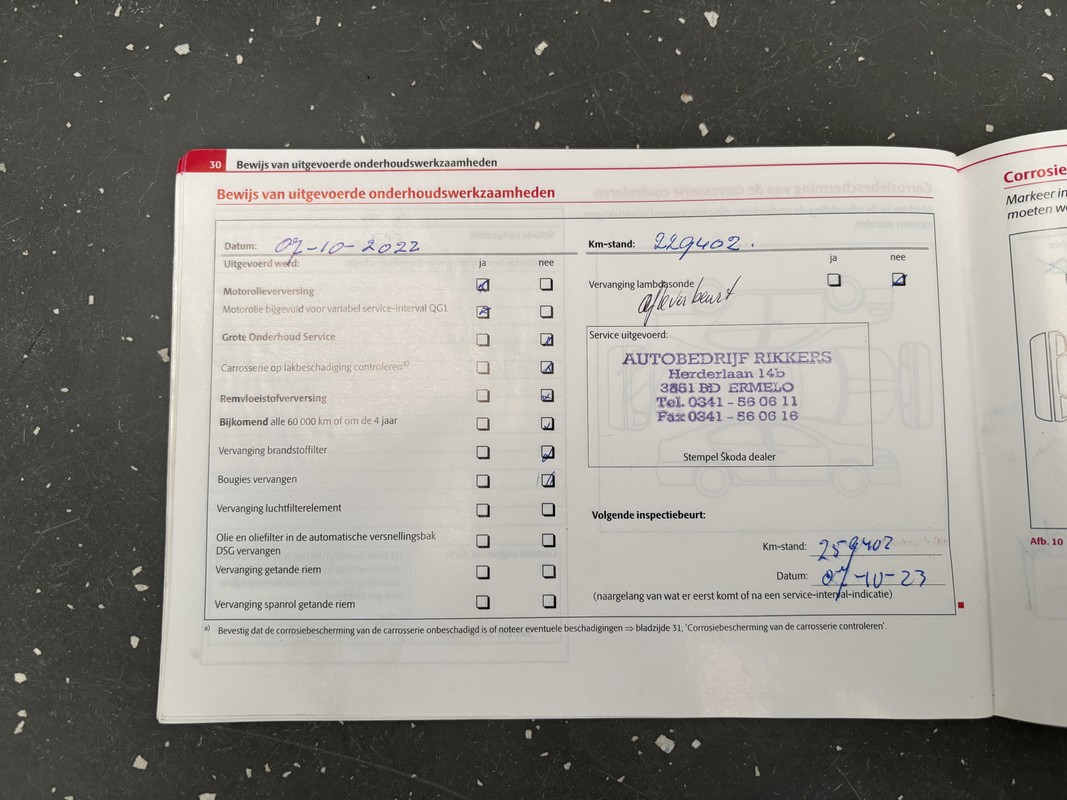 30 Bewijs van uitgevoerde onderhoudswerkzaamheden
Bewijs van uitgevoerde onderhoudswerkzaamheden
Datum: 07-10-2022
Uitgevoerd werd: ja nee
Motorolieverversing
Motorolie bijgevuld voor variabel service-interval QG1
Grote Onderhoud Service
Carrosserie op lakbeschadiging controleren a)
Remvloeistofverversing
Bijkomend alle 60 000 km of om de 4 jaar
Vervanging brandstoffilter
Bougies vervangen
Vervanging luchtfilterelement
Olie en oliefilter in de automatische versnellingsbak
DSG vervangen
Vervanging getande riem
Vervanging spanrol getande riem
Km-stand: 229402.
ja nee
Vervanging lambdasonde
afleverbeurt
Service uitgevoerd:
AUTOBEDRIJF RIKKERS
Herderlaan 14b
3851 BD ERMELO
Tel. 0341 - 56 06 11
Fax 0341 - 56 06 16
Stempel Škoda dealer
Volgende inspectiebeurt:
Km-stand: 259402
Datum: 07-10-23
(naargelang van wat er eerst komt of na een service-interval-indicatie)
a) Bevestig dat de corrosiebescherming van de carrosserie onbeschadigd is of noteer eventuele beschadigingen ⇒ bladzijde 31, 'Corrosiebescherming van de carrosserie controleren'.
Corrosie
Markeer in
moeten
Afb. 10